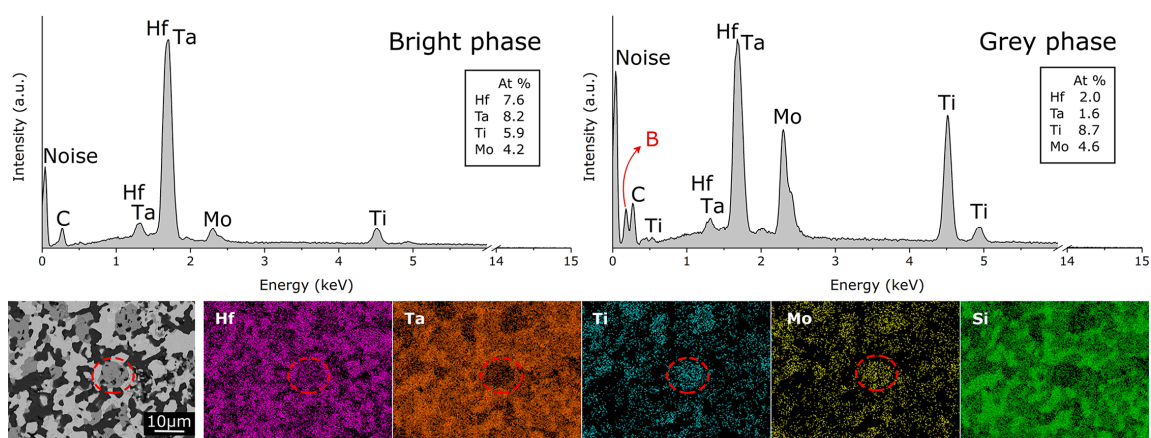 Bright phase
Intensity (a.u.)
Noise
C
Hf
Ta
Hf
Ta
Mo
Ti
At %
Hf 7.6
Ta 8.2
Ti 5.9
Mo 4.2
0 1 2 3 4 5 14 15
Energy (keV)
Grey phase
Intensity (a.u.)
Noise
B
C
Ti
Hf
Ta
Hf
Ta
Mo
Ti
Ti
At %
Hf 2.0
Ta 1.6
Ti 8.7
Mo 4.6
0 1 2 3 4 5 14 15
Energy (keV)
10μm
Hf
Ta
Ti
Mo
Si